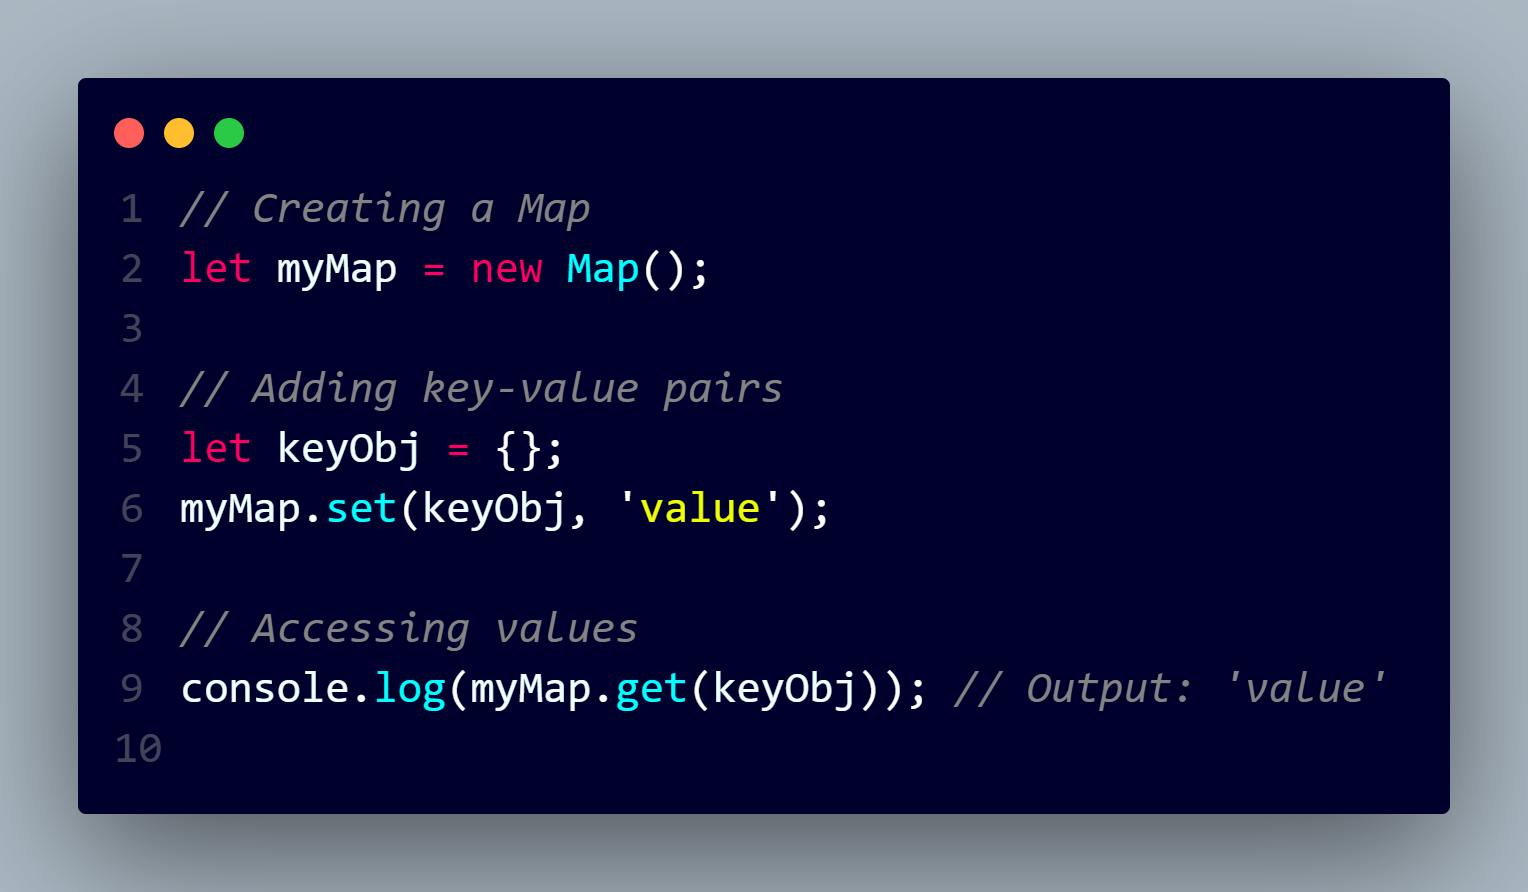 1 // Creating a Map
2 let myMap = new Map();
3
4 // Adding key-value pairs
5 let keyObj = {};
6 myMap.set(keyObj, 'value');
7
8 // Accessing values
9 console.log(myMap.get(keyObj)); // Output: 'value'
10